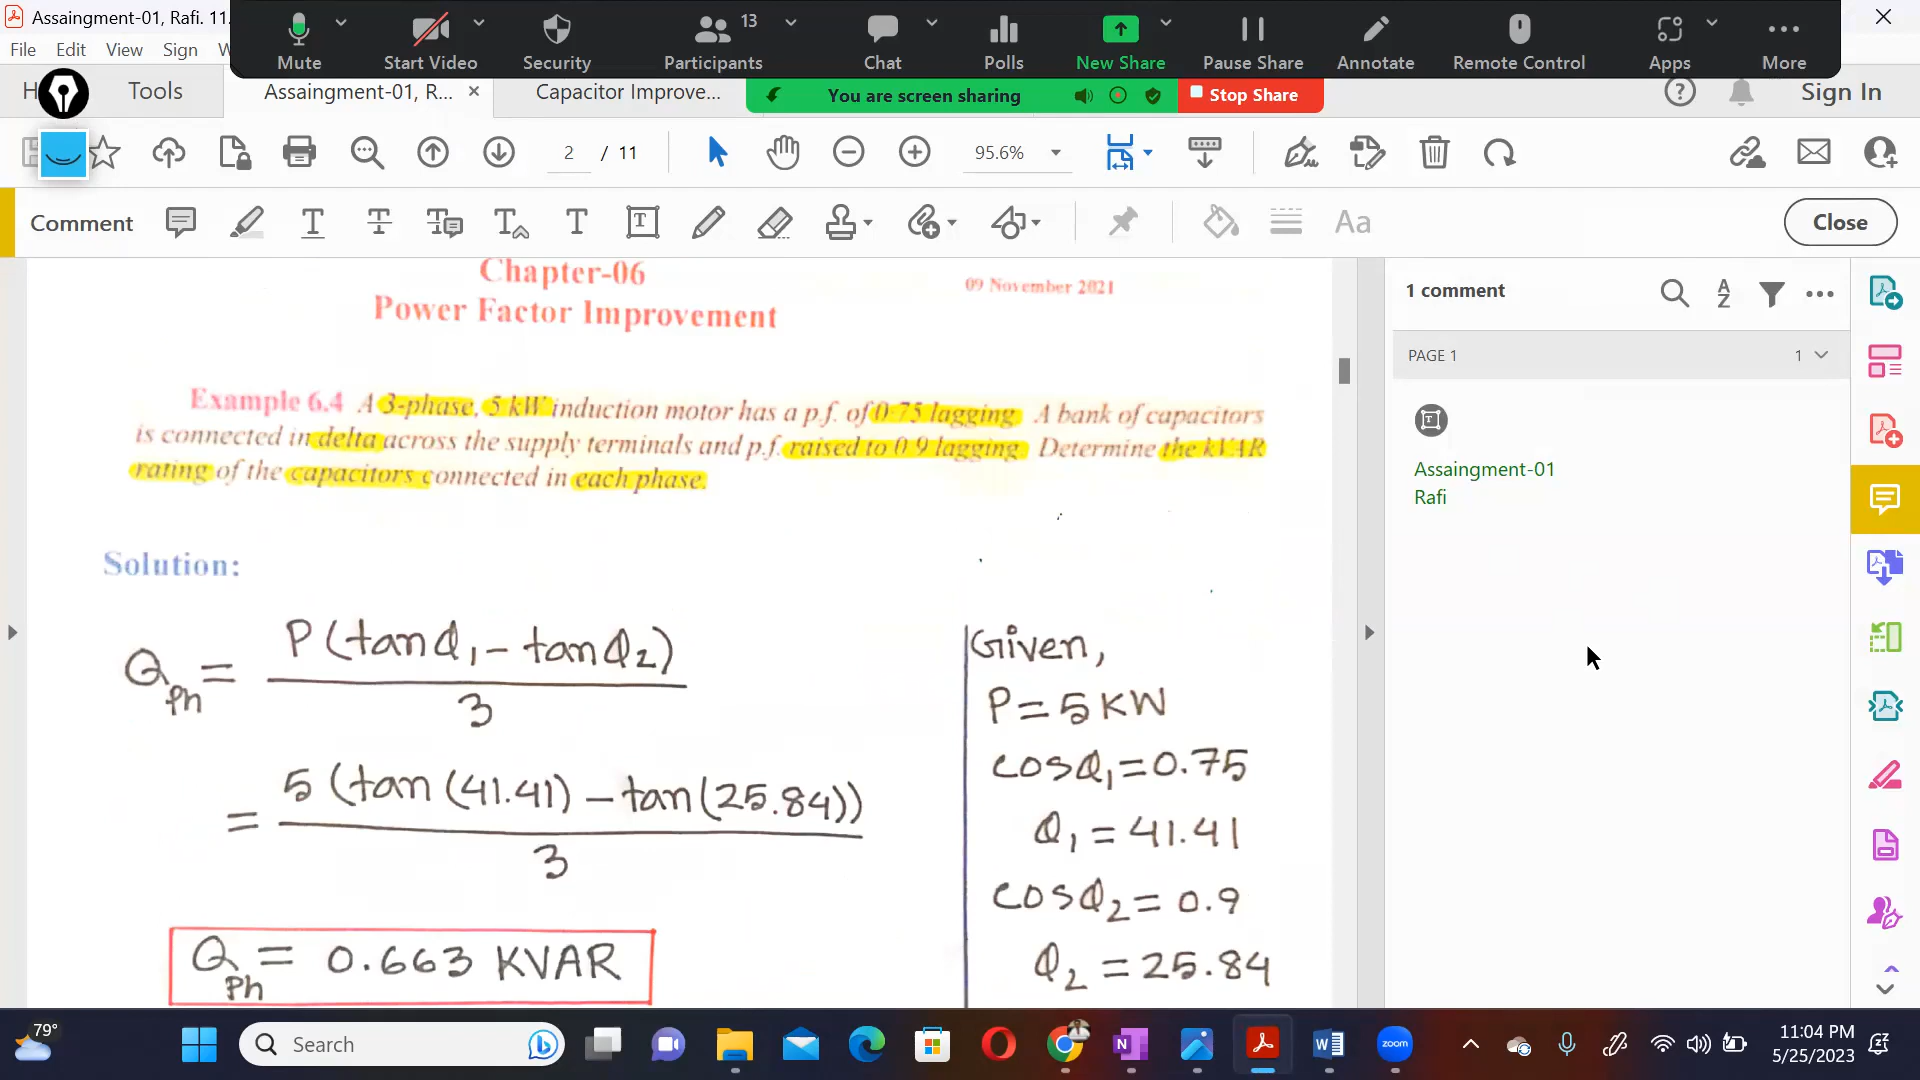 Assaingment-01, Rafi. 11.
Mute
Start Video
Security
Participants
13
Chat
Polls
New Share
Pause Share
Annotate
Remote Control
Apps
More
File Edit View Sign W
H
Tools
Assaingment-01, R...
Capacitor Improve...
You are screen sharing
Stop Share
Sign In
2 / 11
95.6%
Comment
Aa
Close
Chapter-06
09 November 2021
Power Factor Improvement
Example 6.4 A 3-phase, 5 kW induction motor has a p.f. of 0.75 lagging. A bank of capacitors
is connected in delta across the supply terminals and p.f. raised to 0.9 lagging. Determine the kVAR
rating of the capacitors connected in each phase.
Solution:
Q_Ph = P(tanΦ₁ - tanΦ₂) / 3
= 5 (tan (41.41) - tan(25.84)) / 3
Q_Ph = 0.663 KVAR
Given,
P = 5 KW
cosΦ₁ = 0.75
Φ₁ = 41.41
cosΦ₂ = 0.9
Φ₂ = 25.84
1 comment
A
Z
PAGE 1
1
Assaingment-01
Rafi
79°
Search
zoom
11:04 PM
5/25/2023